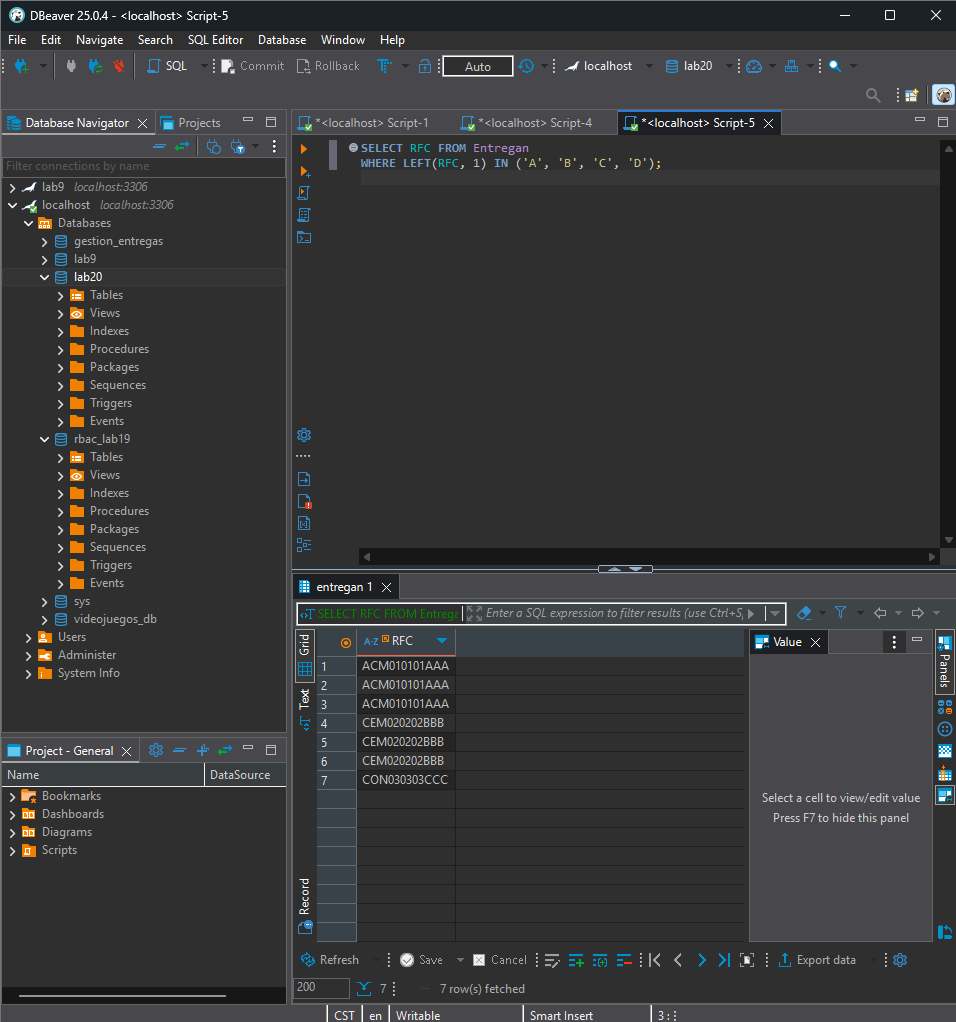 DBeaver 25.0.4 - <localhost> Script-5
File Edit Navigate Search SQL Editor Database Window Help
SQL Commit Rollback Auto localhost lab20
Database Navigator Projects
Filter connections by name
lab9 localhost:3306
localhost localhost:3306
Databases
gestion_entregas
lab9
lab20
Tables
Views
Indexes
Procedures
Packages
Sequences
Triggers
Events
rbac_lab19
Tables
Views
Indexes
Procedures
Packages
Sequences
Triggers
Events
sys
videojuegos_db
Users
Administer
System Info
Project - General
Name DataSource
Bookmarks
Dashboards
Diagrams
Scripts
*<localhost> Script-1 *<localhost> Script-4 *<localhost> Script-5
SELECT RFC FROM Entregan
WHERE LEFT(RFC, 1) IN ('A', 'B', 'C', 'D');
entregan 1
SELECT RFC FROM Entrega Enter a SQL expression to filter results (use Ctrl+S
Grid
Text
Record
A-Z RFC
1 ACM010101AAA
2 ACM010101AAA
3 ACM010101AAA
4 CEM020202BBB
5 CEM020202BBB
6 CEM020202BBB
7 CON030303CCC
Value
Select a cell to view/edit value
Press F7 to hide this panel
Panels
Refresh Save Cancel Export data
200 7 7 row(s) fetched
CST en Writable Smart Insert 3 :